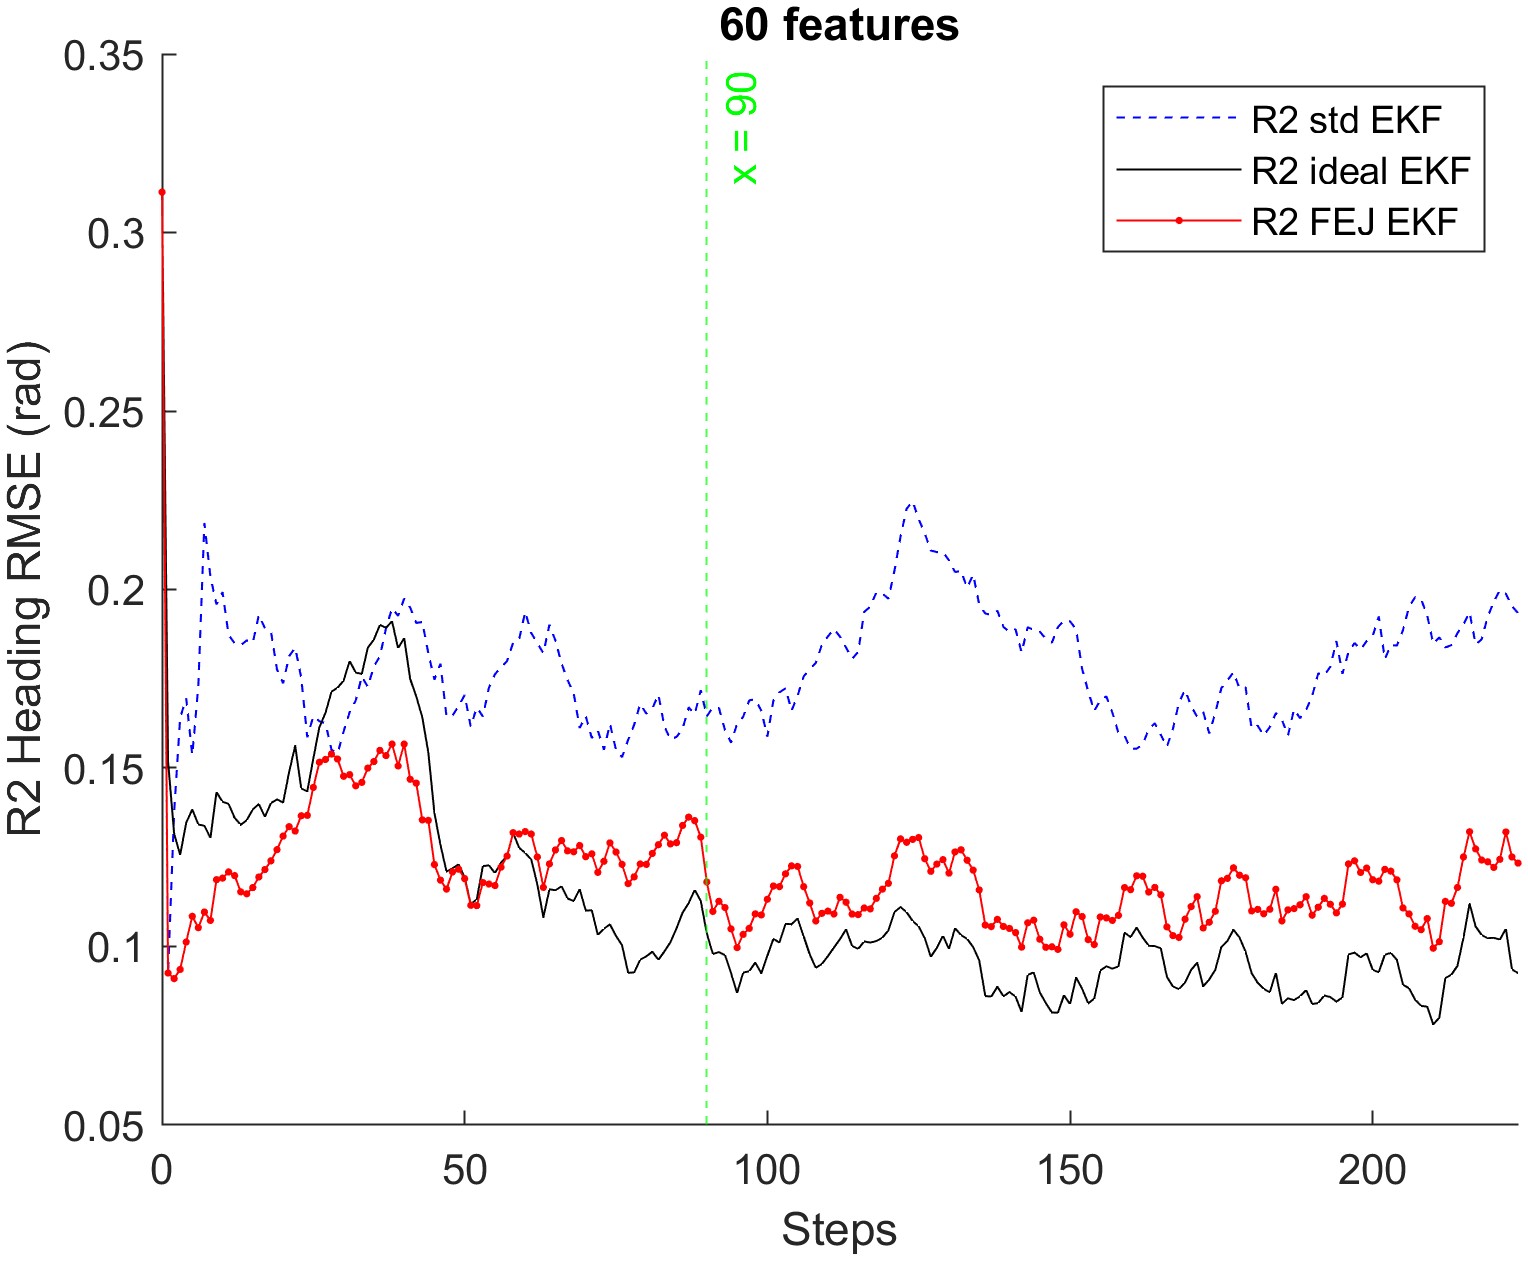 60 features
0.35
0.3
0.25
0.2
0.15
0.1
0.05
R2 Heading RMSE (rad)
x = 90
R2 std EKF
R2 ideal EKF
R2 FEJ EKF
0
50
100
150
200
Steps